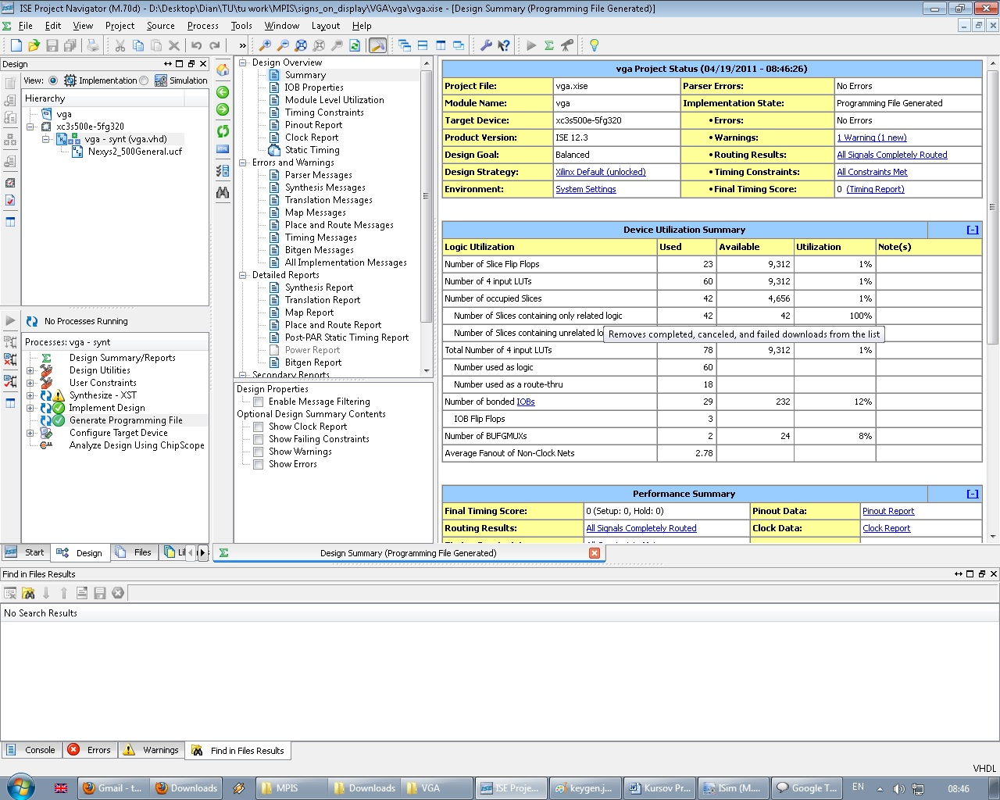 ISE Project Navigator (M.70d) - D:\Desktop\Dian\TU\tu work\MPIS\signs_on_display\VGA\vga\vga.xise - [Design Summary (Programming File Generated)]
File Edit View Project Source Process Tools Window Layout Help
Design
View: Implementation Simulation
Hierarchy
vga
xc3s500e-5fg320
vga - synt (vga.vhd)
Nexys2_500General.ucf
No Processes Running
Processes: vga - synt
Design Summary/Reports
Design Utilities
User Constraints
Synthesize - XST
Implement Design
Generate Programming File
Configure Target Device
Analyze Design Using ChipScope
Start Design Files Li
Design Overview
Summary
IOB Properties
Module Level Utilization
Timing Constraints
Pinout Report
Clock Report
Static Timing
Errors and Warnings
Parser Messages
Synthesis Messages
Translation Messages
Map Messages
Place and Route Messages
Timing Messages
Bitgen Messages
All Implementation Messages
Detailed Reports
Synthesis Report
Translation Report
Map Report
Place and Route Report
Post-PAR Static Timing Report
Power Report
Bitgen Report
Secondary Reports
Design Properties
Enable Message Filtering
Optional Design Summary Contents
Show Clock Report
Show Failing Constraints
Show Warnings
Show Errors
vga Project Status (04/19/2011 - 08:46:26)
Project File: vga.xise Parser Errors: No Errors
Module Name: vga Implementation State: Programming File Generated
Target Device: xc3s500e-5fg320 •Errors: No Errors
Product Version: ISE 12.3 •Warnings: 1 Warning (1 new)
Design Goal: Balanced •Routing Results: All Signals Completely Routed
Design Strategy: Xilinx Default (unlocked) •Timing Constraints: All Constraints Met
Environment: System Settings •Final Timing Score: 0 (Timing Report)
Device Utilization Summary [-]
Logic Utilization Used Available Utilization Note(s)
Number of Slice Flip Flops 23 9,312 1%
Number of 4 input LUTs 60 9,312 1%
Number of occupied Slices 42 4,656 1%
Number of Slices containing only related logic 42 42 100%
Number of Slices containing unrelated lo
Removes completed, canceled, and failed downloads from the list
Total Number of 4 input LUTs 78 9,312 1%
Number used as logic 60
Number used as a route-thru 18
Number of bonded IOBs 29 232 12%
IOB Flip Flops 3
Number of BUFGMUXs 2 24 8%
Average Fanout of Non-Clock Nets 2.78
Performance Summary [-]
Final Timing Score: 0 (Setup: 0, Hold: 0) Pinout Data: Pinout Report
Routing Results: All Signals Completely Routed Clock Data: Clock Report
Design Summary (Programming File Generated)
Find in Files Results
No Search Results
Console Errors Warnings Find in Files Results
VHDL
Gmail - t... Downloads MPIS Downloads VGA ISE Proje... keygen.j... Kursov Pr... ISim (M.... Google T... EN 08:46